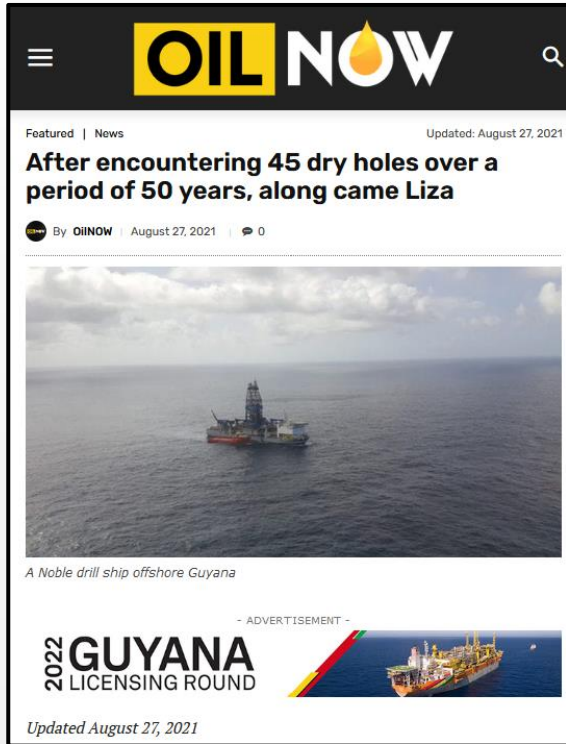 OIL NOW
Featured | News
Updated: August 27, 2021
After encountering 45 dry holes over a
period of 50 years, along came Liza
By OilNOW | August 27, 2021 | 0
A Noble drill ship offshore Guyana
- ADVERTISEMENT -
2022 GUYANA
LICENSING ROUND
Updated August 27, 2021